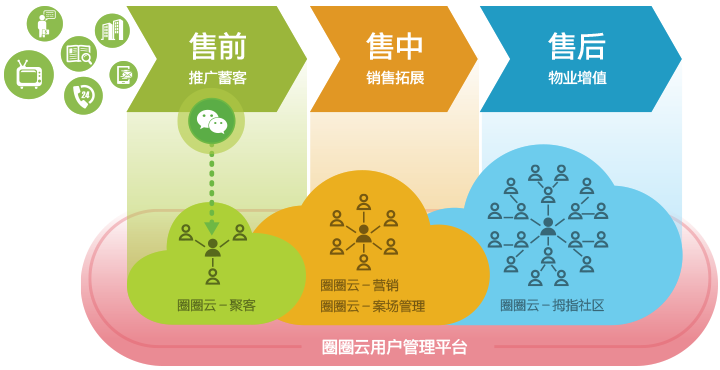 售前
推广蓄客
售中
销售拓展
售后
物业增值
24
圈圈云－聚客
圈圈云－营销
圈圈云－案场管理
圈圈云－拇指社区
圈圈云用户管理平台